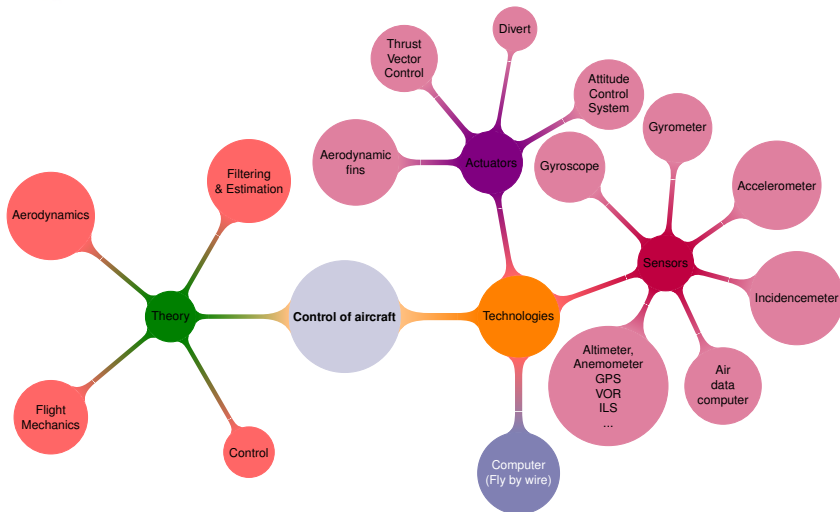 Divert
Thrust
Vector
Control
Attitude
Control
System
Gyrometer
Aerodynamic
fins
Actuators
Gyroscope
Filtering
& Estimation
Accelerometer
Aerodynamics
Sensors
Incidencemeter
Theory
Control of aircraft
Technologies
Altimeter,
Anemometer
GPS
VOR
ILS
...
Air
data
computer
Flight
Mechanics
Control
Computer
(Fly by wire)